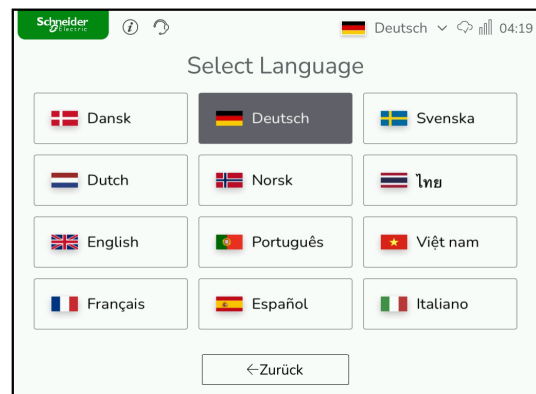 Schneider
Electric
Deutsch
04:19
Select Language
Dansk
Deutsch
Svenska
Dutch
Norsk
ไทย
English
Português
Việt nam
Français
Español
Italiano
←Zurück